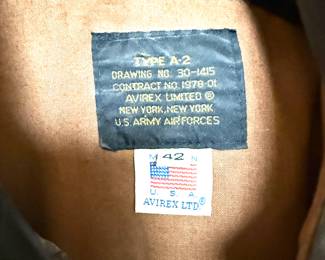 TYPE A-2
DRAWING NO. 30-1415
CONTRACT NO. 1978-01
AVIREX LIMITED ®
NEW YORK, NEW YORK
U.S ARMY AIR FORCES
M 42 N
U S A
AVIREX LTD®